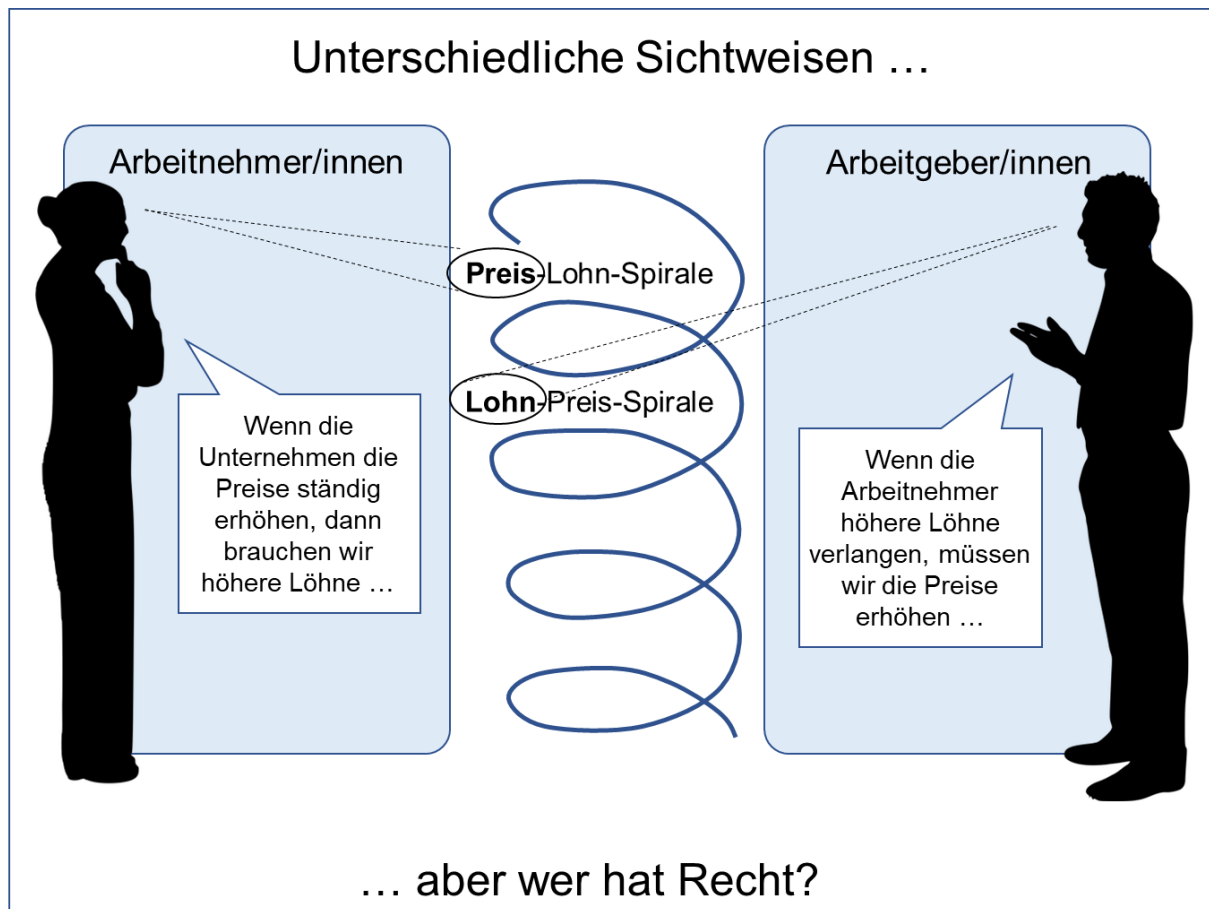 Unterschiedliche Sichtweisen …
Arbeitnehmer/innen
Arbeitgeber/innen
Preis-Lohn-Spirale
Lohn-Preis-Spirale
Wenn die
Unternehmen die
Preise ständig
erhöhen, dann
brauchen wir
höhere Löhne …
Wenn die
Arbeitnehmer
höhere Löhne
verlangen, müssen
wir die Preise
erhöhen …
… aber wer hat Recht?